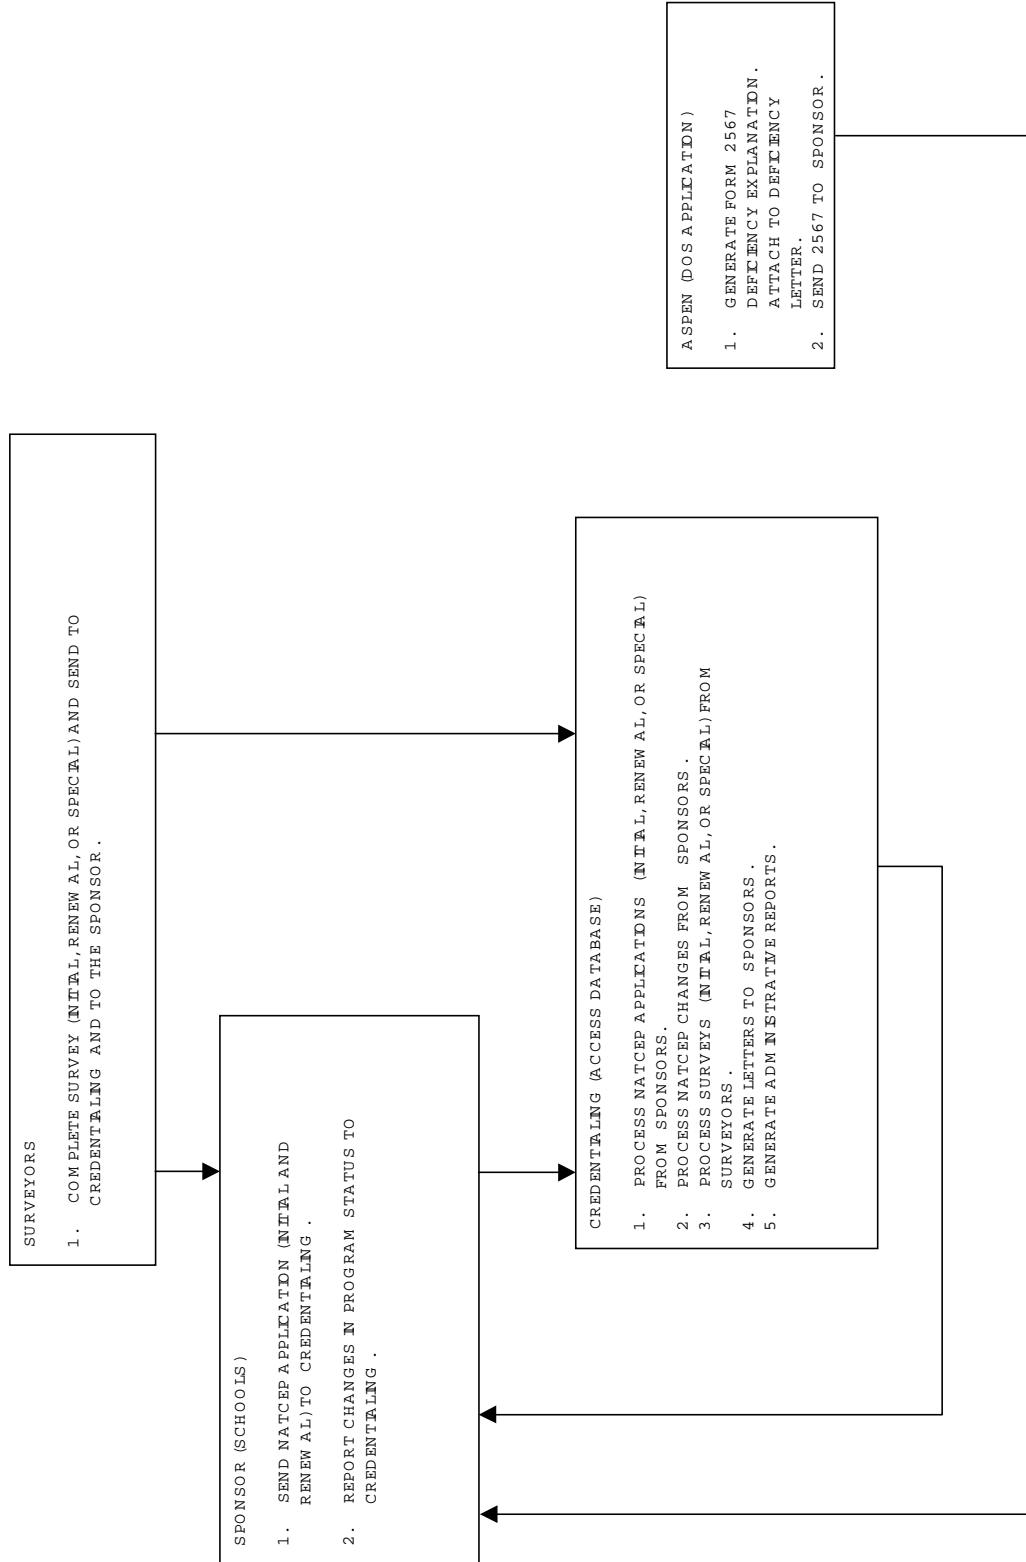 SURVEYORS
1. COMPLETE SURVEY (INITIAL, RENEWAL, OR SPECIAL) AND SEND TO
CREDENTIALING AND TO THE SPONSOR.
SPONSOR (SCHOOLS)
1. SEND NATCEP APPLICATION (INITIAL AND
RENEWAL) TO CREDENTIALING.
2. REPORT CHANGES IN PROGRAM STATUS TO
CREDENTIALING.
CREDENTIALING (ACCESS DATABASE)
1. PROCESS NATCEP APPLICATIONS (INITIAL, RENEWAL, OR SPECIAL)
FROM SPONSORS.
2. PROCESS NATCEP CHANGES FROM SPONSORS.
3. PROCESS SURVEYS (INITIAL, RENEWAL, OR SPECIAL) FROM
SURVEYORS.
4. GENERATE LETTERS TO SPONSORS.
5. GENERATE ADMINISTRATIVE REPORTS.
ASPEN (DOS APPLICATION)
1. GENERATE FORM 2567
DEFICIENCY EXPLANATION.
ATTACH TO DEFICIENCY
LETTER.
2. SEND 2567 TO SPONSOR.